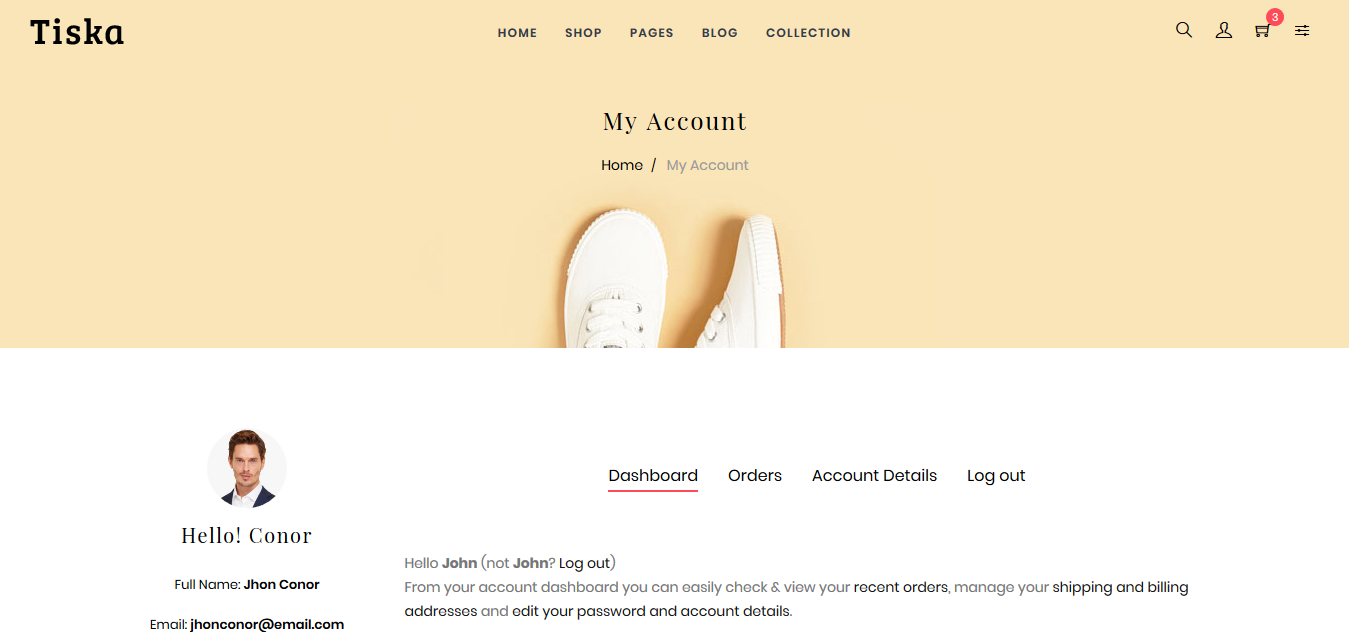 Tiska
HOME SHOP PAGES BLOG COLLECTION
3
My Account
Home / My Account
Hello! Conor
Full Name: Jhon Conor
Email: jhonconor@email.com
Dashboard Orders Account Details Log out
Hello John (not John? Log out)
From your account dashboard you can easily check & view your recent orders, manage your shipping and billing
addresses and edit your password and account details.